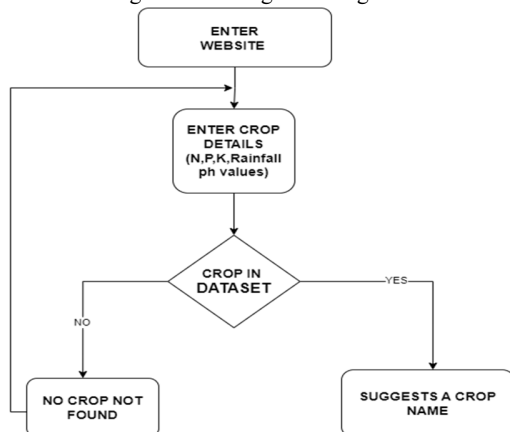 ENTER
WEBSITE
ENTER CROP
DETAILS
(N,P,K,Rainfall
ph values)
CROP IN
DATASET
YES
NO
NO CROP NOT
FOUND
SUGGESTS A CROP
NAME